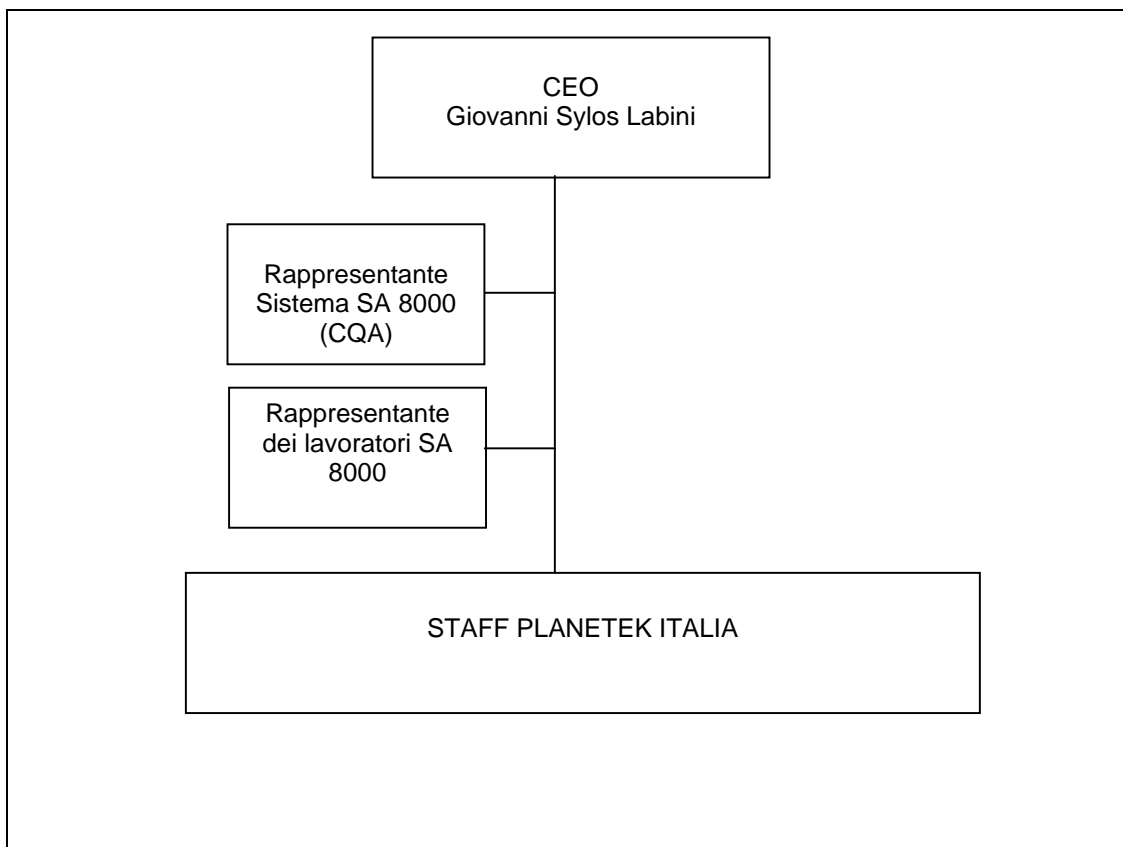 CEO
Giovanni Sylos Labini
Rappresentante
Sistema SA 8000
(CQA)
Rappresentante
dei lavoratori SA
8000
STAFF PLANETEK ITALIA